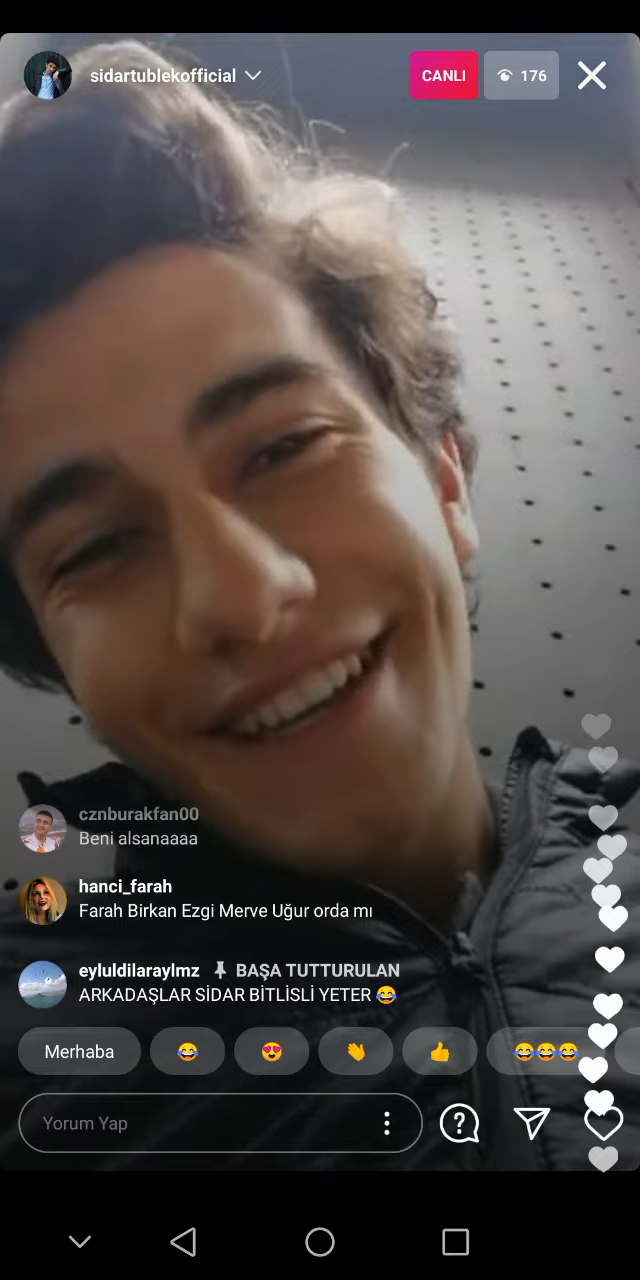 sidartublekofficial
CANLI
176
cznburakfan00
Beni alsanaaaa
hanci_farah
Farah Birkan Ezgi Merve Uğur orda mı
eyluldilaraylmz BAŞA TUTTURULAN
ARKADAŞLAR SİDAR BİTLİSLİ YETER 😂
Merhaba 😂 😍 👏 👍 😂😂😂
Yorum Yap